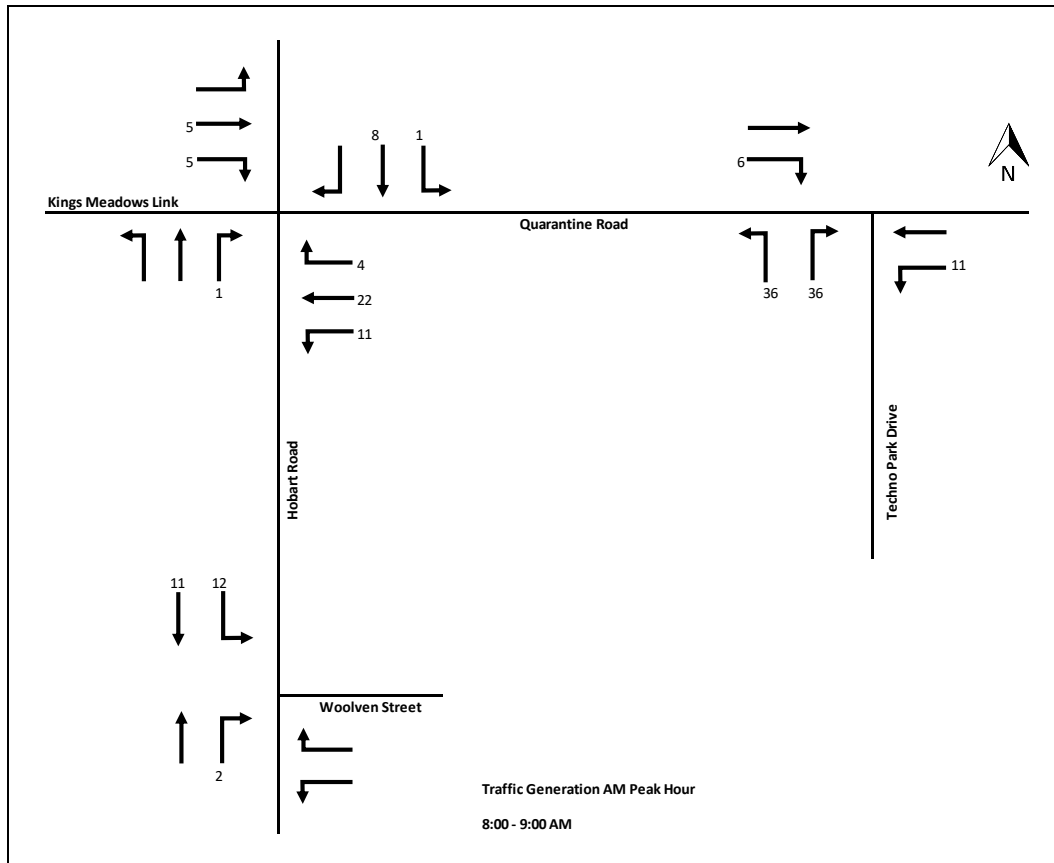 5
8
1
5
6
N
Kings Meadows Link
Quarantine Road
4
11
1
36
36
22
11
Hobart Road
Techno Park Drive
11
12
Woolven Street
2
Traffic Generation AM Peak Hour
8:00 - 9:00 AM